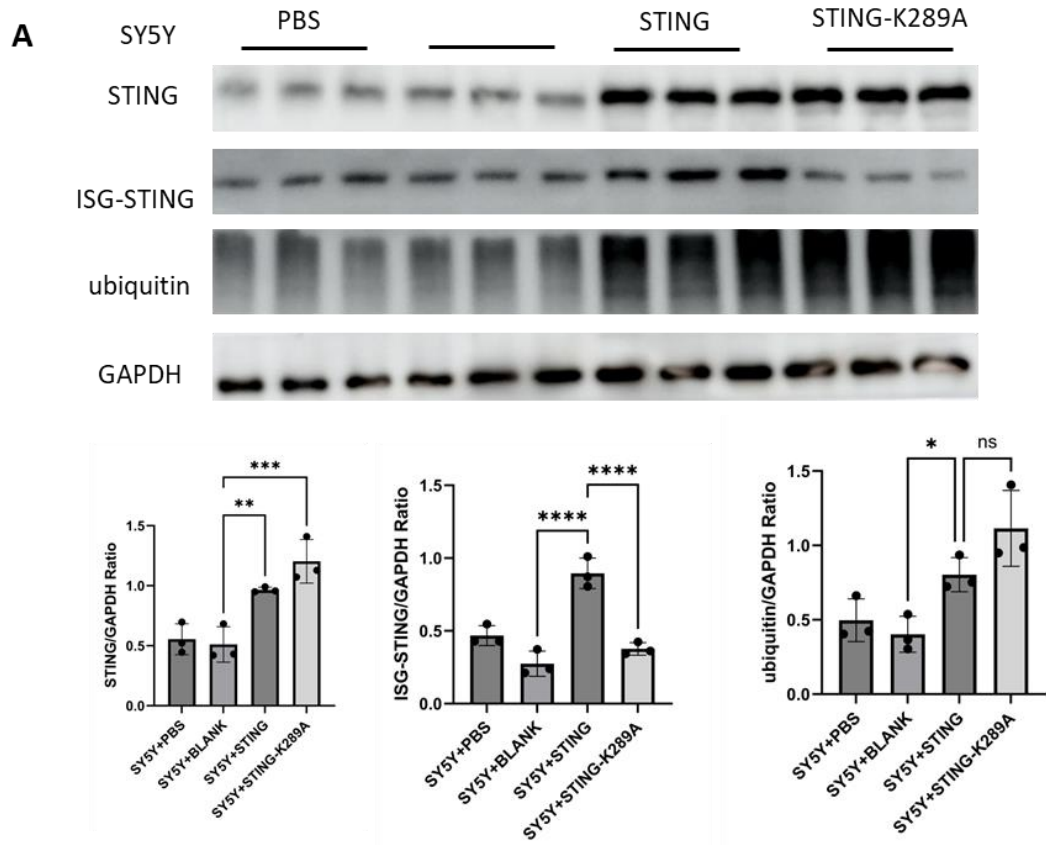 A
SY5Y PBS STING STING-K289A
STING
ISG-STING
ubiquitin
GAPDH
STING/GAPDH Ratio
1.5
1.0
0.5
0.0
**
***
SY5Y+PBS
SY5Y+BLANK
SY5Y+STING
SY5Y+STING-K289A
ISG-STING/GAPDH Ratio
1.5
1.0
0.5
0.0
****
****
SY5Y+PBS
SY5Y+BLANK
SY5Y+STING
SY5Y+STING-K289A
ubiquitin/GAPDH Ratio
1.5
1.0
0.5
0.0
*
ns
SY5Y+PBS
SY5Y+BLANK
SY5Y+STING
SY5Y+STING-K289A